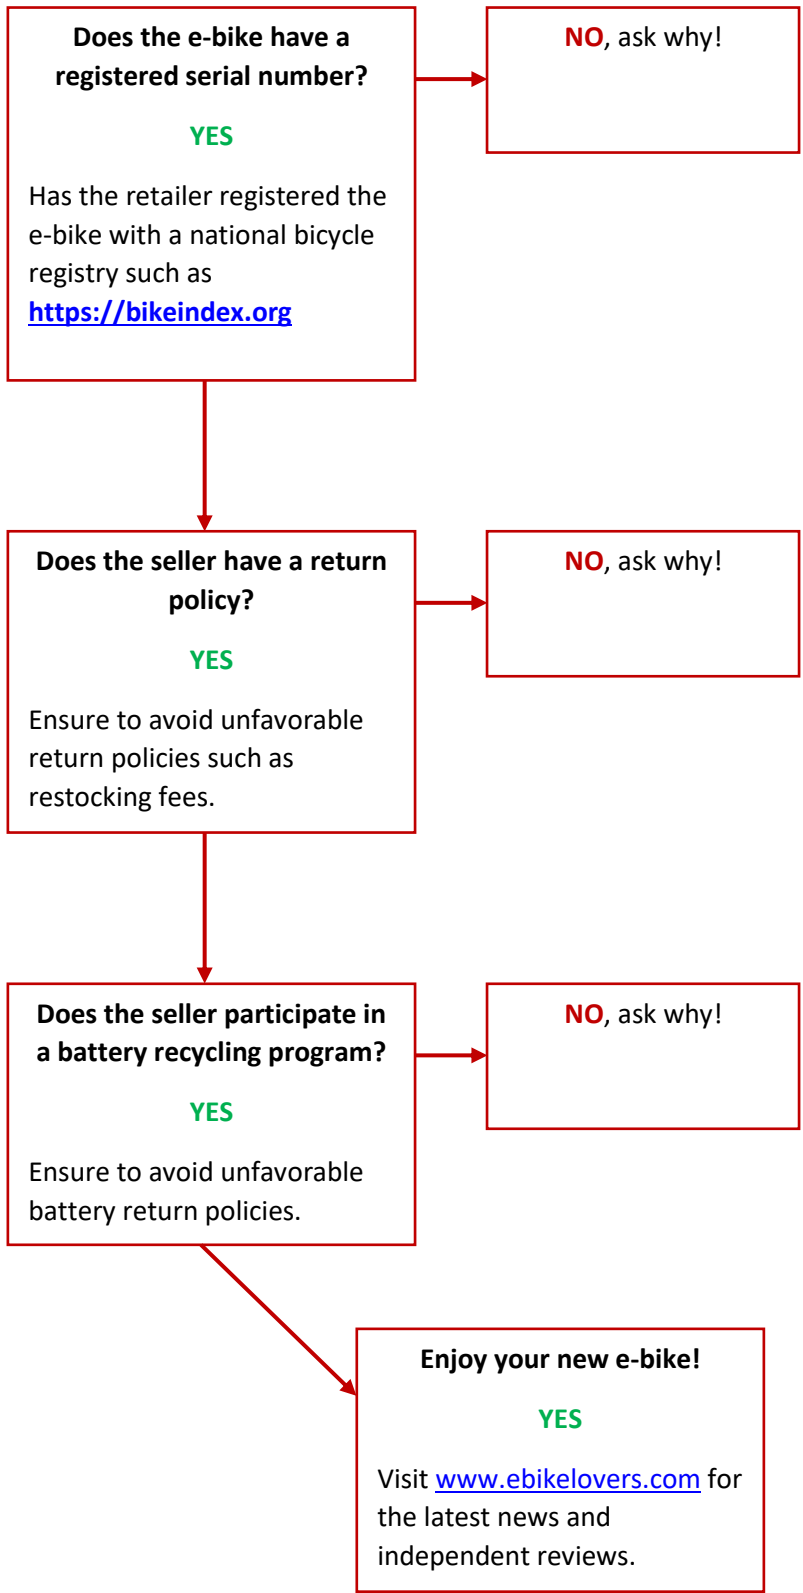 Does the e-bike have a
registered serial number?
YES
Has the retailer registered the
e-bike with a national bicycle
registry such as
https://bikeindex.org
NO, ask why!
Does the seller have a return
policy?
YES
Ensure to avoid unfavorable
return policies such as
restocking fees.
NO, ask why!
Does the seller participate in
a battery recycling program?
YES
Ensure to avoid unfavorable
battery return policies.
NO, ask why!
Enjoy your new e-bike!
YES
Visit www.ebikelovers.com for
the latest news and
independent reviews.